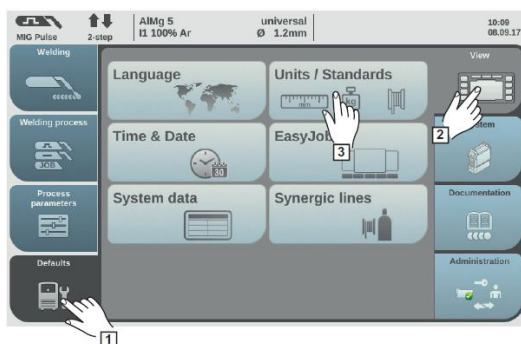 MIG Pulse
2-step
AlMg 5
I1 100% Ar
universal
Ø 1.2mm
10:09
08.09.17
Welding
Welding process
JOB
Process
parameters
Defaults
1
Language
Units / Standards
mm
kg
3
Time & Date
30
EasyJob
System data
Synergic lines
View
2
Documentation
Administration